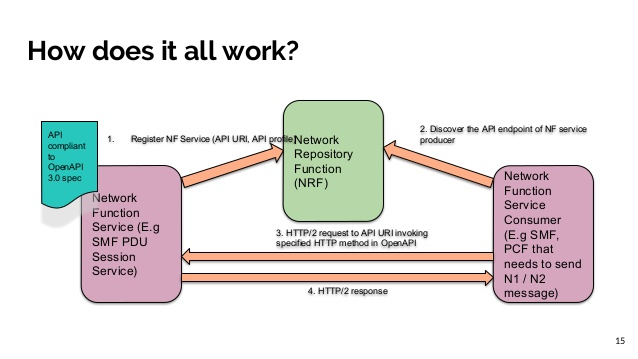 How does it all work?
API
compliant
to
OpenAPI
3.0 spec
1. Register NF Service (API URI, API profile)
Network
Repository
Function
(NRF)
2. Discover the API endpoint of NF service
producer
Network
Function
Service (E.g
SMF PDU
Session
Service)
Network
Function
Service
Consumer
(E.g SMF,
PCF that
needs to send
N1 / N2
message)
3. HTTP/2 request to API URI invoking
specified HTTP method in OpenAPI
4. HTTP/2 response
15